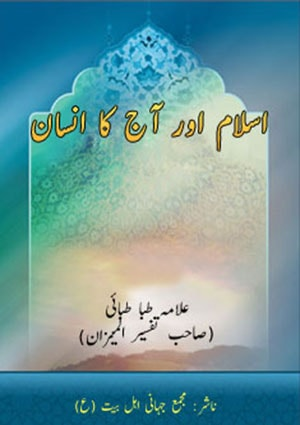 اسلام اور آج کا انسان
علامہ طبا طبائی
(صاحب تفسیر المیزان)
ناشر: مجمع جہانی اہل بیت (ع)